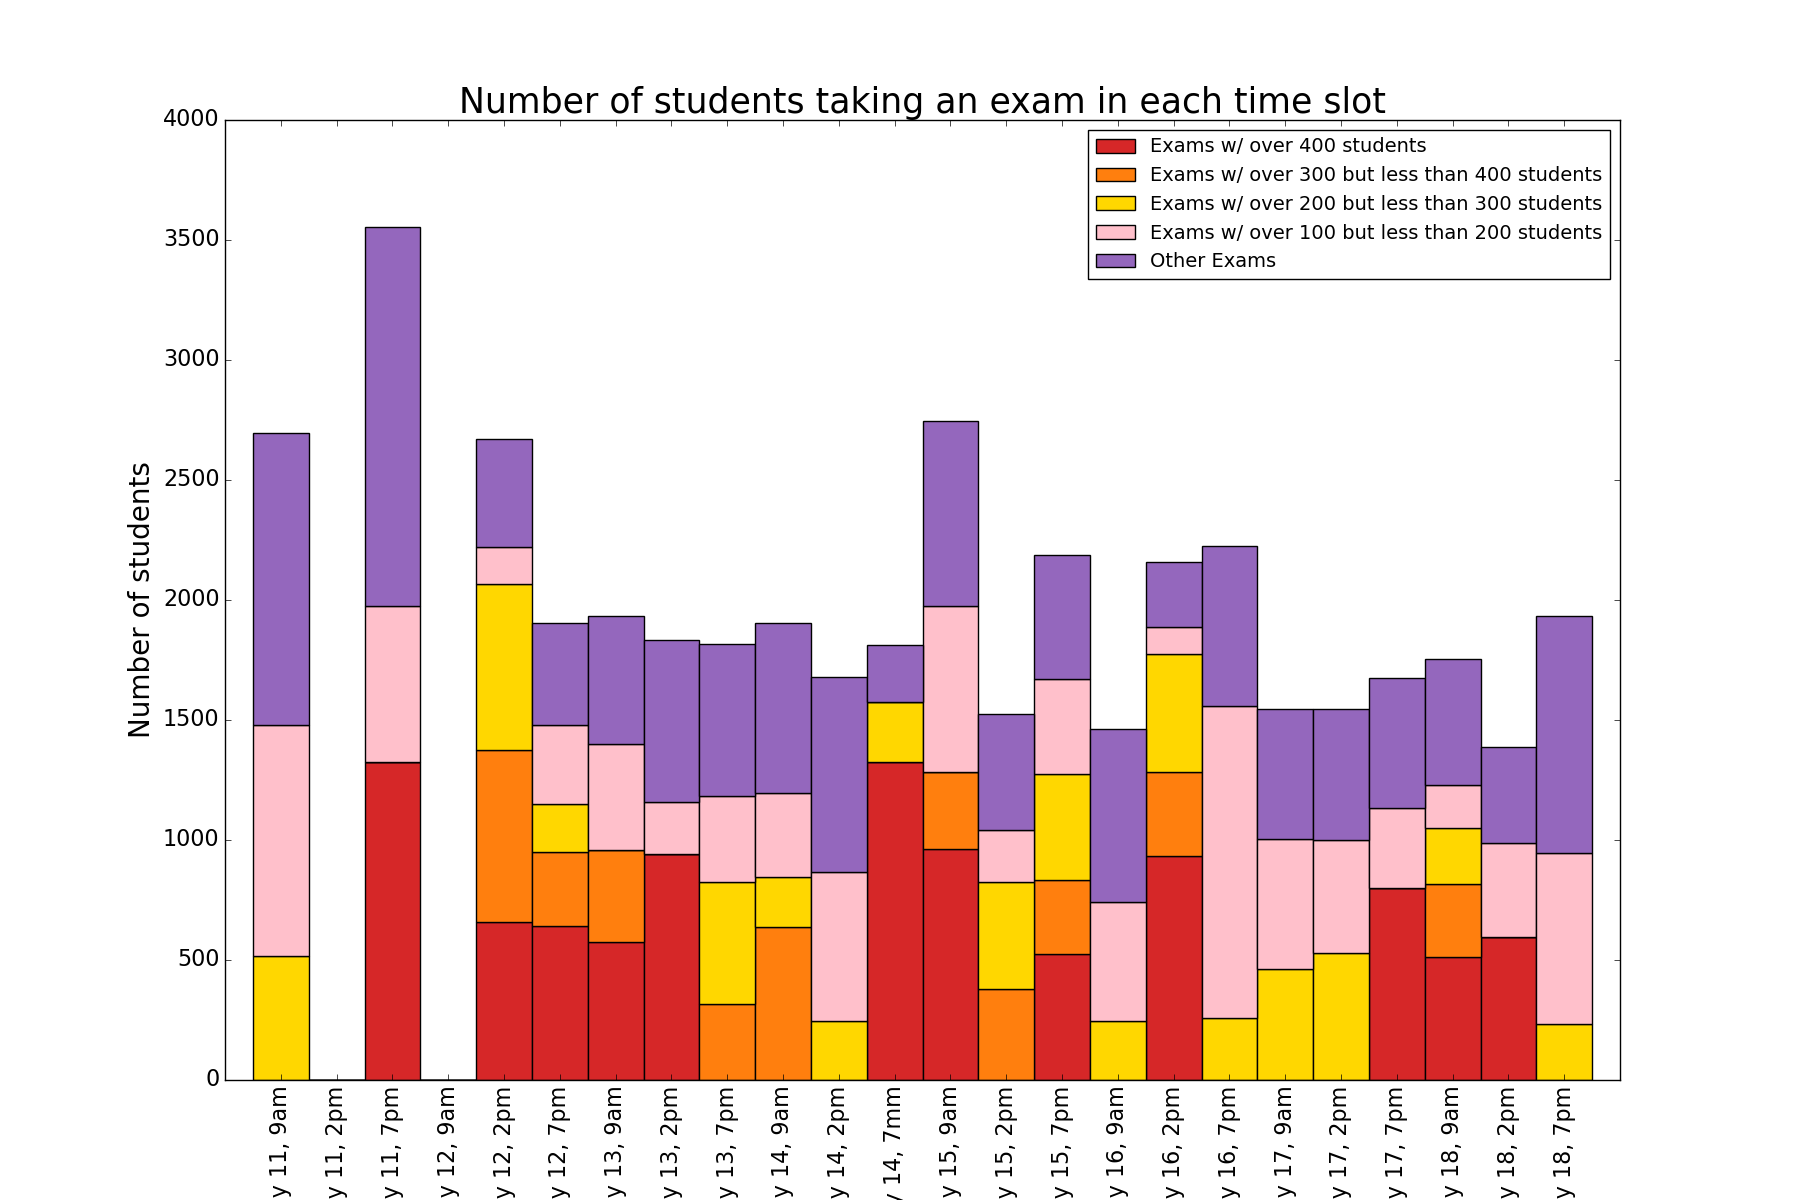 Number of students taking an exam in each time slot
Number of students
4000
3500
3000
2500
2000
1500
1000
500
0
Exams w/ over 400 students
Exams w/ over 300 but less than 400 students
Exams w/ over 200 but less than 300 students
Exams w/ over 100 but less than 200 students
Other Exams
y 11, 9am
y 11, 2pm
y 11, 7pm
y 12, 9am
y 12, 2pm
y 12, 7pm
y 13, 9am
y 13, 2pm
y 13, 7pm
y 14, 9am
y 14, 2pm
y 14, 7mm
y 15, 9am
y 15, 2pm
y 15, 7pm
y 16, 9am
y 16, 2pm
y 16, 7pm
y 17, 9am
y 17, 2pm
y 17, 7pm
y 18, 9am
y 18, 2pm
y 18, 7pm